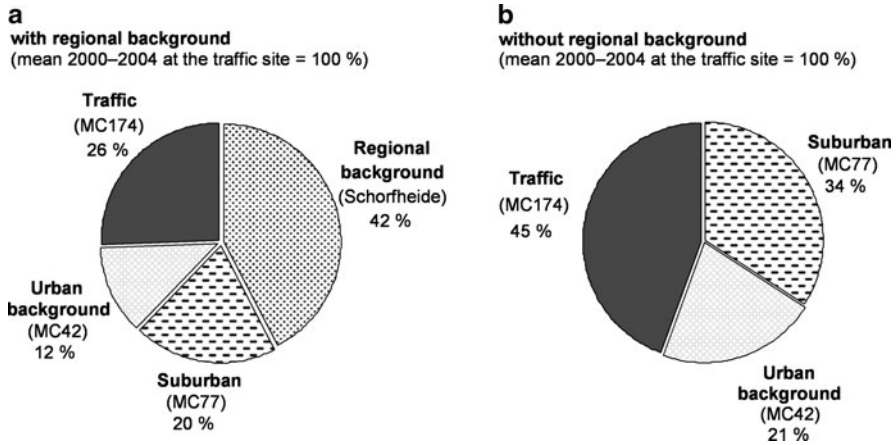 a
with regional background
(mean 2000–2004 at the traffic site = 100 %)
Traffic
(MC174)
26 %
Regional
background
(Schorfheide)
42 %
Urban
background
(MC42)
12 %
Suburban
(MC77)
20 %
b
without regional background
(mean 2000–2004 at the traffic site = 100 %)
Suburban
(MC77)
34 %
Traffic
(MC174)
45 %
Urban
background
(MC42)
21 %